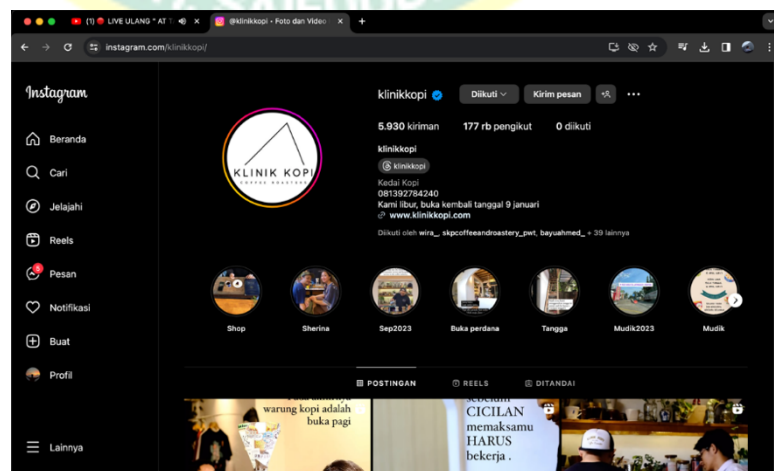 (1) 🔴 LIVE ULANG " AT T
@klinikkopi • Foto dan Video
instagram.com/klinikkopi/
Instagram
Beranda
Cari
Jelajahi
Reels
5
Pesan
Notifikasi
Buat
Profil
Lainnya
KLINIK KOPI
COFFEE ROASTERS
klinikkopi
Diikuti
Kirim pesan
5.930 kiriman 177 rb pengikut 0 diikuti
klinikkopi
klinikkopi
Kedai Kopi
081392784240
Kami libur, buka kembali tanggal 9 januari
www.klinikkopi.com
Diikuti oleh wira_, skpcoffeeandroastery_pwt, bayuahmed_ + 39 lainnya
Shop
Sherina
Sep2023
Buka perdana
Tangga
Mudik2023
Mudik
POSTINGAN
REELS
DITANDAI
warung kopi adalah
buka pagi
CICILAN
memaksamu
HARUS
bekerja .